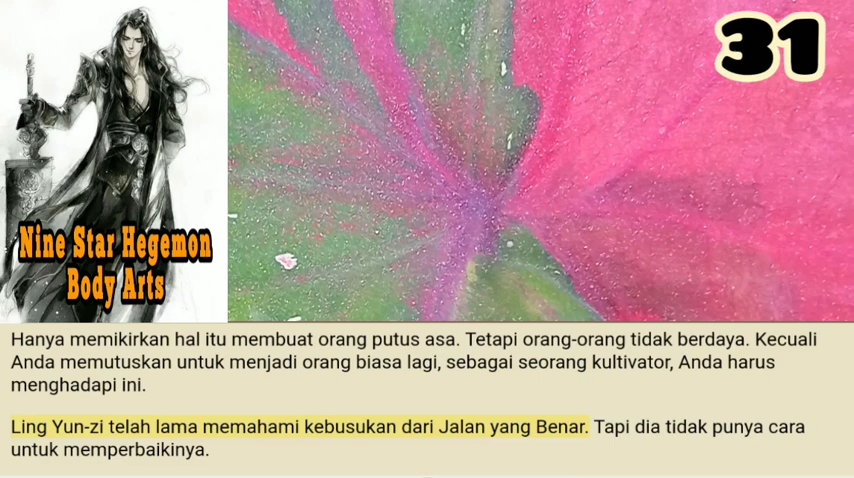 31
Nine Star Hegemon
Body Arts
Hanya memikirkan hal itu membuat orang putus asa. Tetapi orang-orang tidak berdaya. Kecuali
Anda memutuskan untuk menjadi orang biasa lagi, sebagai seorang kultivator, Anda harus
menghadapi ini.
Ling Yun-zi telah lama memahami kebusukan dari Jalan yang Benar. Tapi dia tidak punya cara
untuk memperbaikinya.